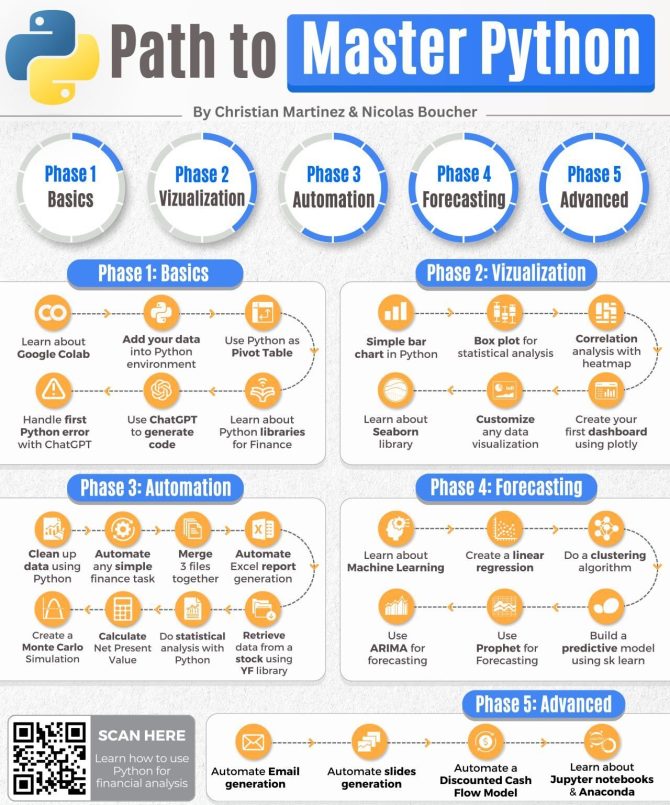 Path to Master Python
By Christian Martinez & Nicolas Boucher
Phase 1
Basics
Phase 2
Vizualization
Phase 3
Automation
Phase 4
Forecasting
Phase 5
Advanced
Phase 1: Basics
Learn about
Google Colab
Add your data
into Python
environment
Use Python as
Pivot Table
Handle first
Python error
with ChatGPT
Use ChatGPT
to generate
code
Learn about
Python libraries
for Finance
Phase 2: Vizualization
Simple bar
chart in Python
Box plot for
statistical analysis
Correlation
analysis with
heatmap
Learn about
Seaborn
library
Customize
any data
visualization
Create your
first dashboard
using plotly
Phase 3: Automation
Clean up
data using
Python
Automate
any simple
finance task
Merge
3 files
together
Automate
Excel report
generation
Create a
Monte Carlo
Simulation
Calculate
Net Present
Value
Do statistical
analysis with
Python
Retrieve
data from a
stock using
YF library
Phase 4: Forecasting
Learn about
Machine Learning
Create a linear
regression
Do a clustering
algorithm
Use
ARIMA for
forecasting
Use
Prophet for
Forecasting
Build a
predictive model
using sk learn
SCAN HERE
Learn how to use
Python for
financial analysis
Phase 5: Advanced
Automate Email
generation
Automate slides
generation
Automate a
Discounted Cash
Flow Model
Learn about
Jupyter notebooks
& Anaconda